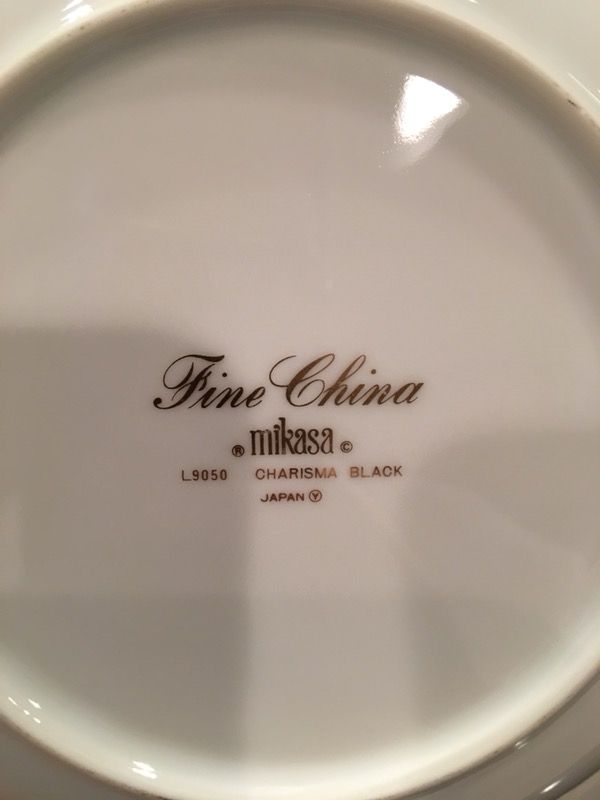 Fine China
® mikasa ©
L9050 CHARISMA BLACK
JAPAN Ⓨ